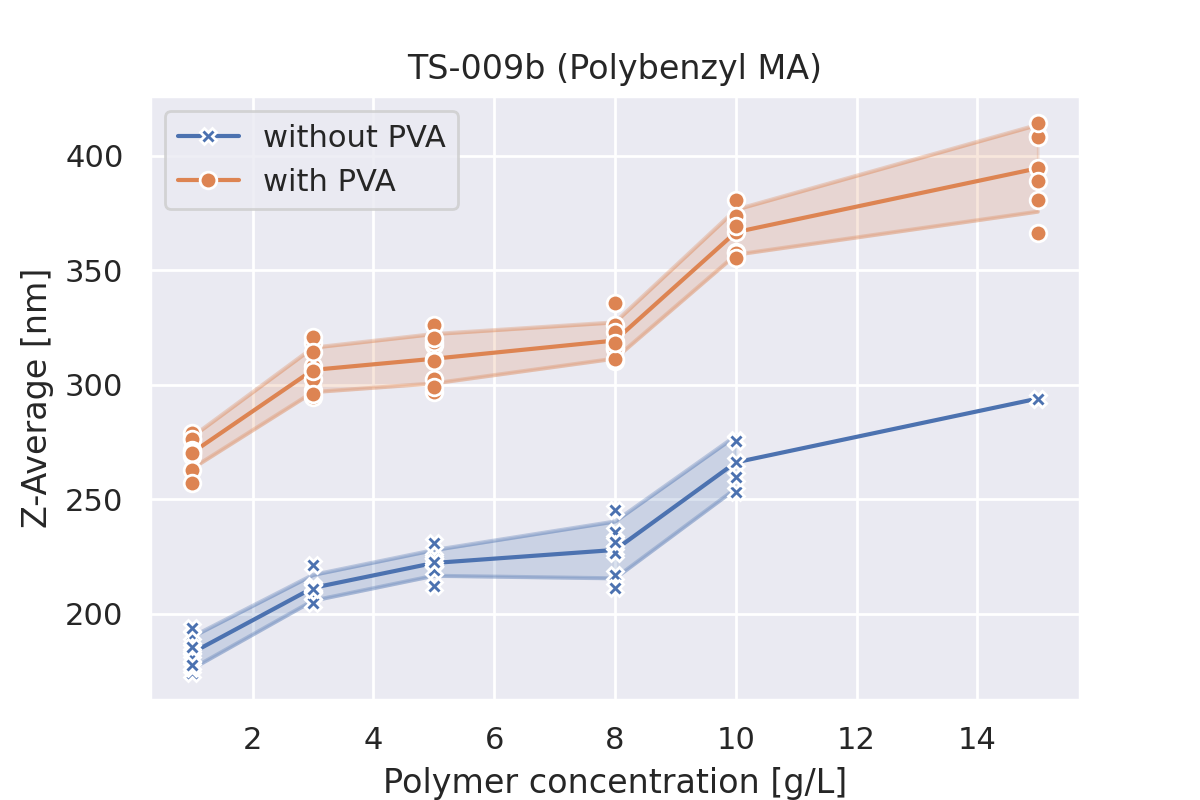 TS-009b (Polybenzyl MA)
without PVA
with PVA
400
350
300
250
200
Z-Average [nm]
2 4 6 8 10 12 14
Polymer concentration [g/L]